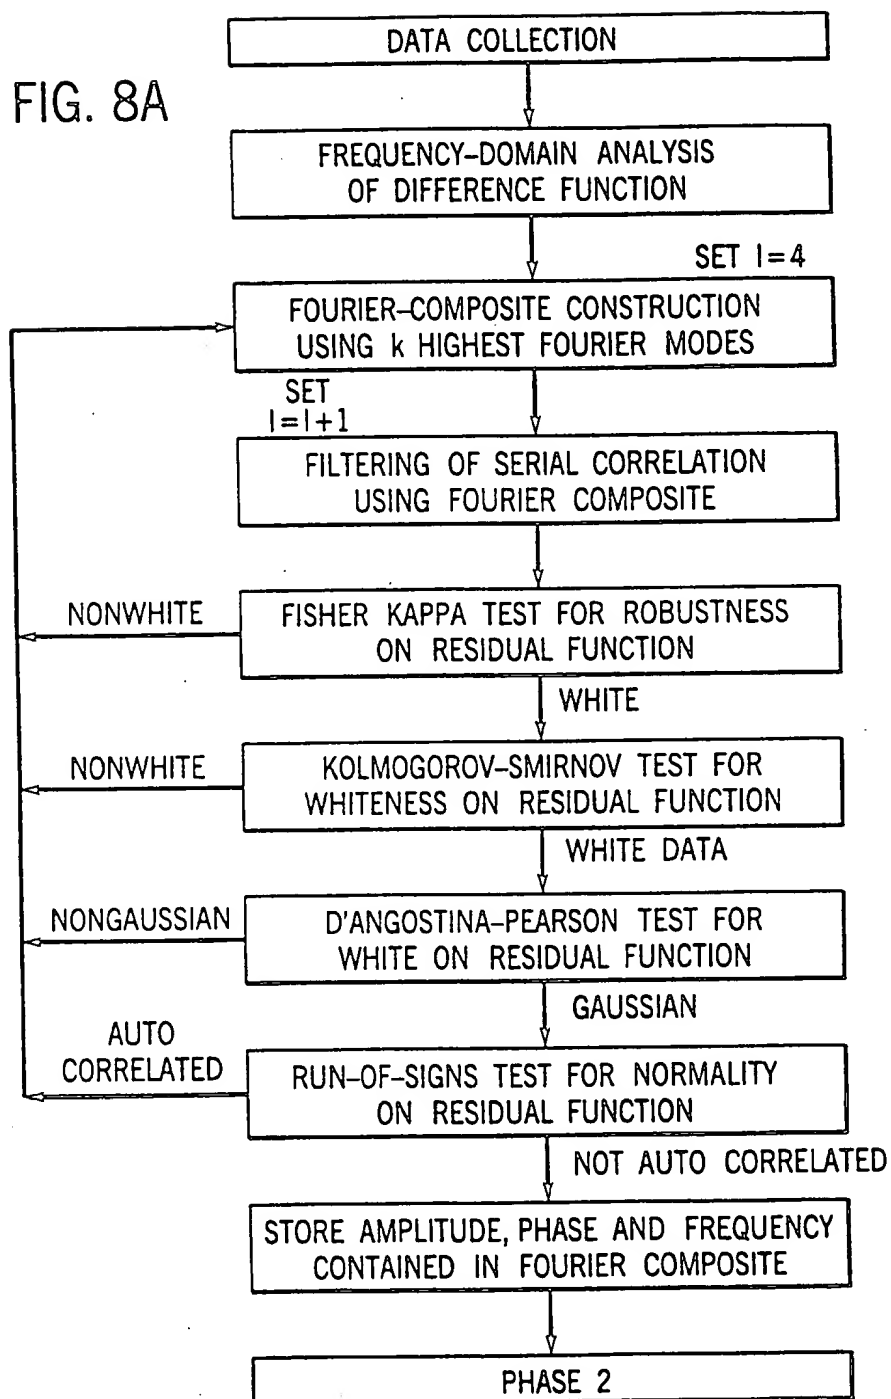 DATA COLLECTION
FIG. 8A
FREQUENCY–DOMAIN ANALYSIS
OF DIFFERENCE FUNCTION
SET I=4
FOURIER–COMPOSITE CONSTRUCTION
USING k HIGHEST FOURIER MODES
SET
I=I+1
FILTERING OF SERIAL CORRELATION
USING FOURIER COMPOSITE
NONWHITE
FISHER KAPPA TEST FOR ROBUSTNESS
ON RESIDUAL FUNCTION
WHITE
NONWHITE
KOLMOGOROV–SMIRNOV TEST FOR
WHITENESS ON RESIDUAL FUNCTION
WHITE DATA
NONGAUSSIAN
D'ANGOSTINA–PEARSON TEST FOR
WHITE ON RESIDUAL FUNCTION
GAUSSIAN
AUTO
CORRELATED
RUN–OF–SIGNS TEST FOR NORMALITY
ON RESIDUAL FUNCTION
NOT AUTO CORRELATED
STORE AMPLITUDE, PHASE AND FREQUENCY
CONTAINED IN FOURIER COMPOSITE
PHASE 2